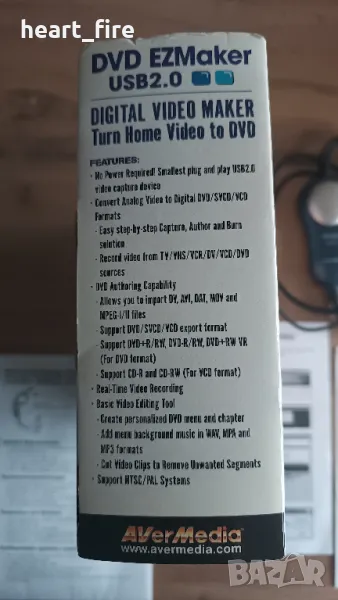 heart_fire
DVD EZMaker
USB2.0
DIGITAL VIDEO MAKER
Turn Home Video to DVD
FEATURES:
· No Power Required! Smallest plug and play USB2.0
video capture device
· Convert Analog Video to Digital DVD/SVCD/VCD
Formats
- Easy step-by-step Capture, Author and Burn
solution
- Record video from TV/VHS/VCR/DV/VCD/DVD
sources
· DVD Authoring Capability
- Allows you to import DV, AVI, DAT, MOV and
MPEG-I/II files
- Support DVD/SVCD/VCD export format
- Support DVD+R/RW, DVD-R/RW, DVD+RW VR
(For DVD format)
- Support CD-R and CD-RW (For VCD format)
· Real-Time Video Recording
· Basic Video Editing Tool
- Create personalized DVD menu and chapter
- Add menu background music in WAV, MPA and
MP3 formats
- Cut Video Clips to Remove Unwanted Segments
· Support NTSC/PAL Systems
AVerMedia
www.avermedia.com
BAZAR